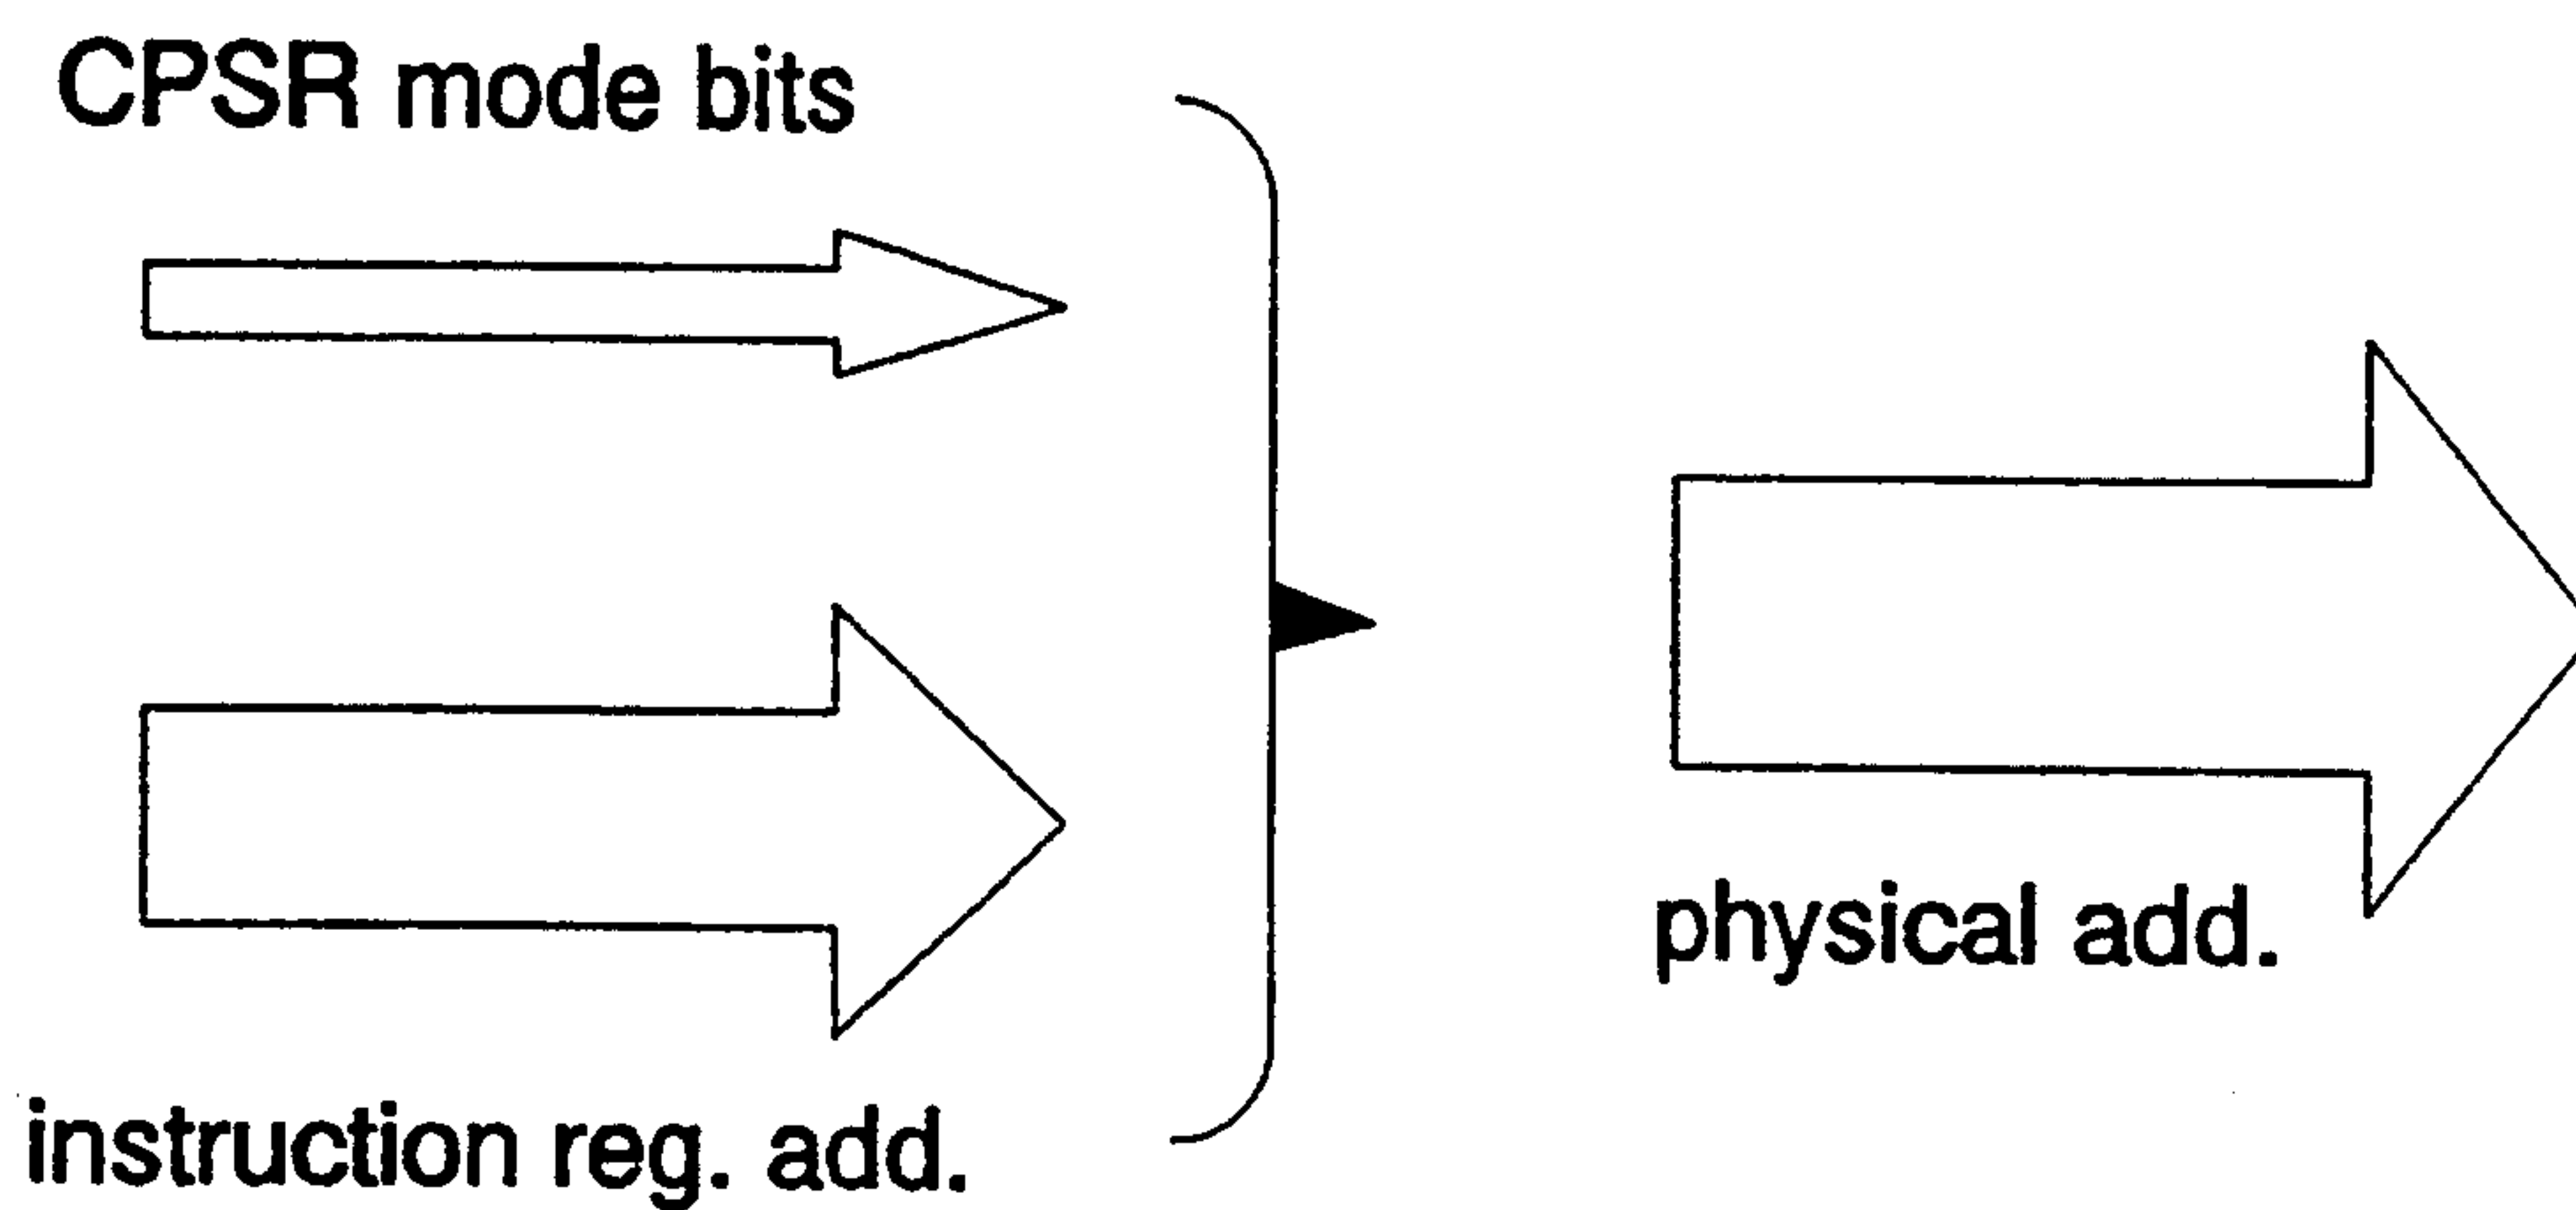 CPSR mode bits
physical add.
instruction reg. add.